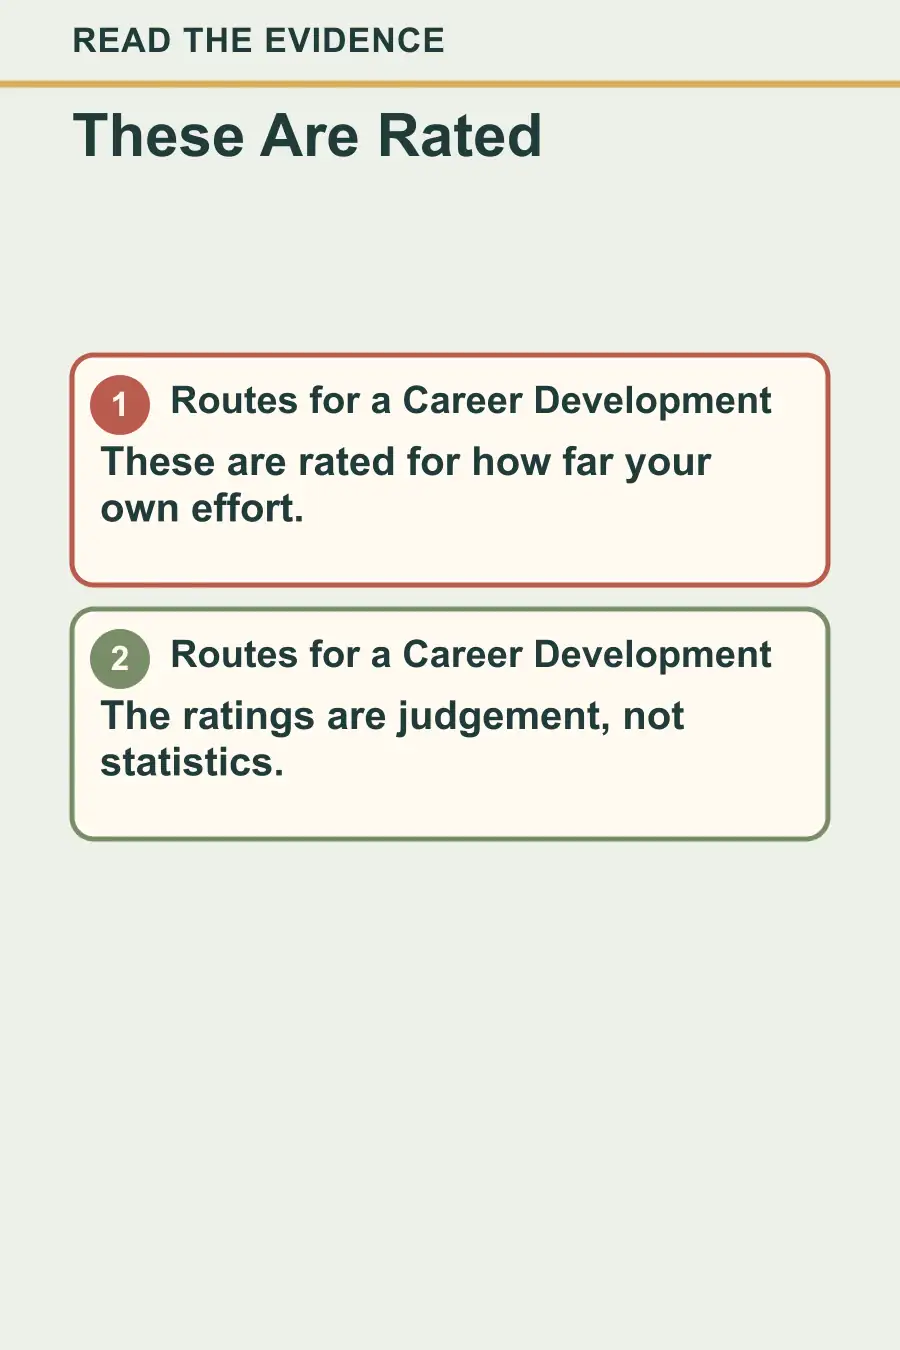 READ THE EVIDENCE
These Are Rated
1 Routes for a Career Development
These are rated for how far your
own effort.
2 Routes for a Career Development
The ratings are judgement, not
statistics.